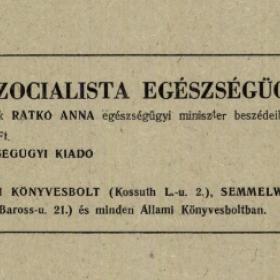 ZOCIALISTA EGÉSZSÉGÜG
RATKÓ ANNA egészségügyi miniszter beszédeib
Ft.
SÉGÜGYI KIADÓ
I KÖNYVESBOLT (Kossuth L.-u. 2.), SEMMELW
Baross-u. 21.) és minden Állami Könyvesboltban.